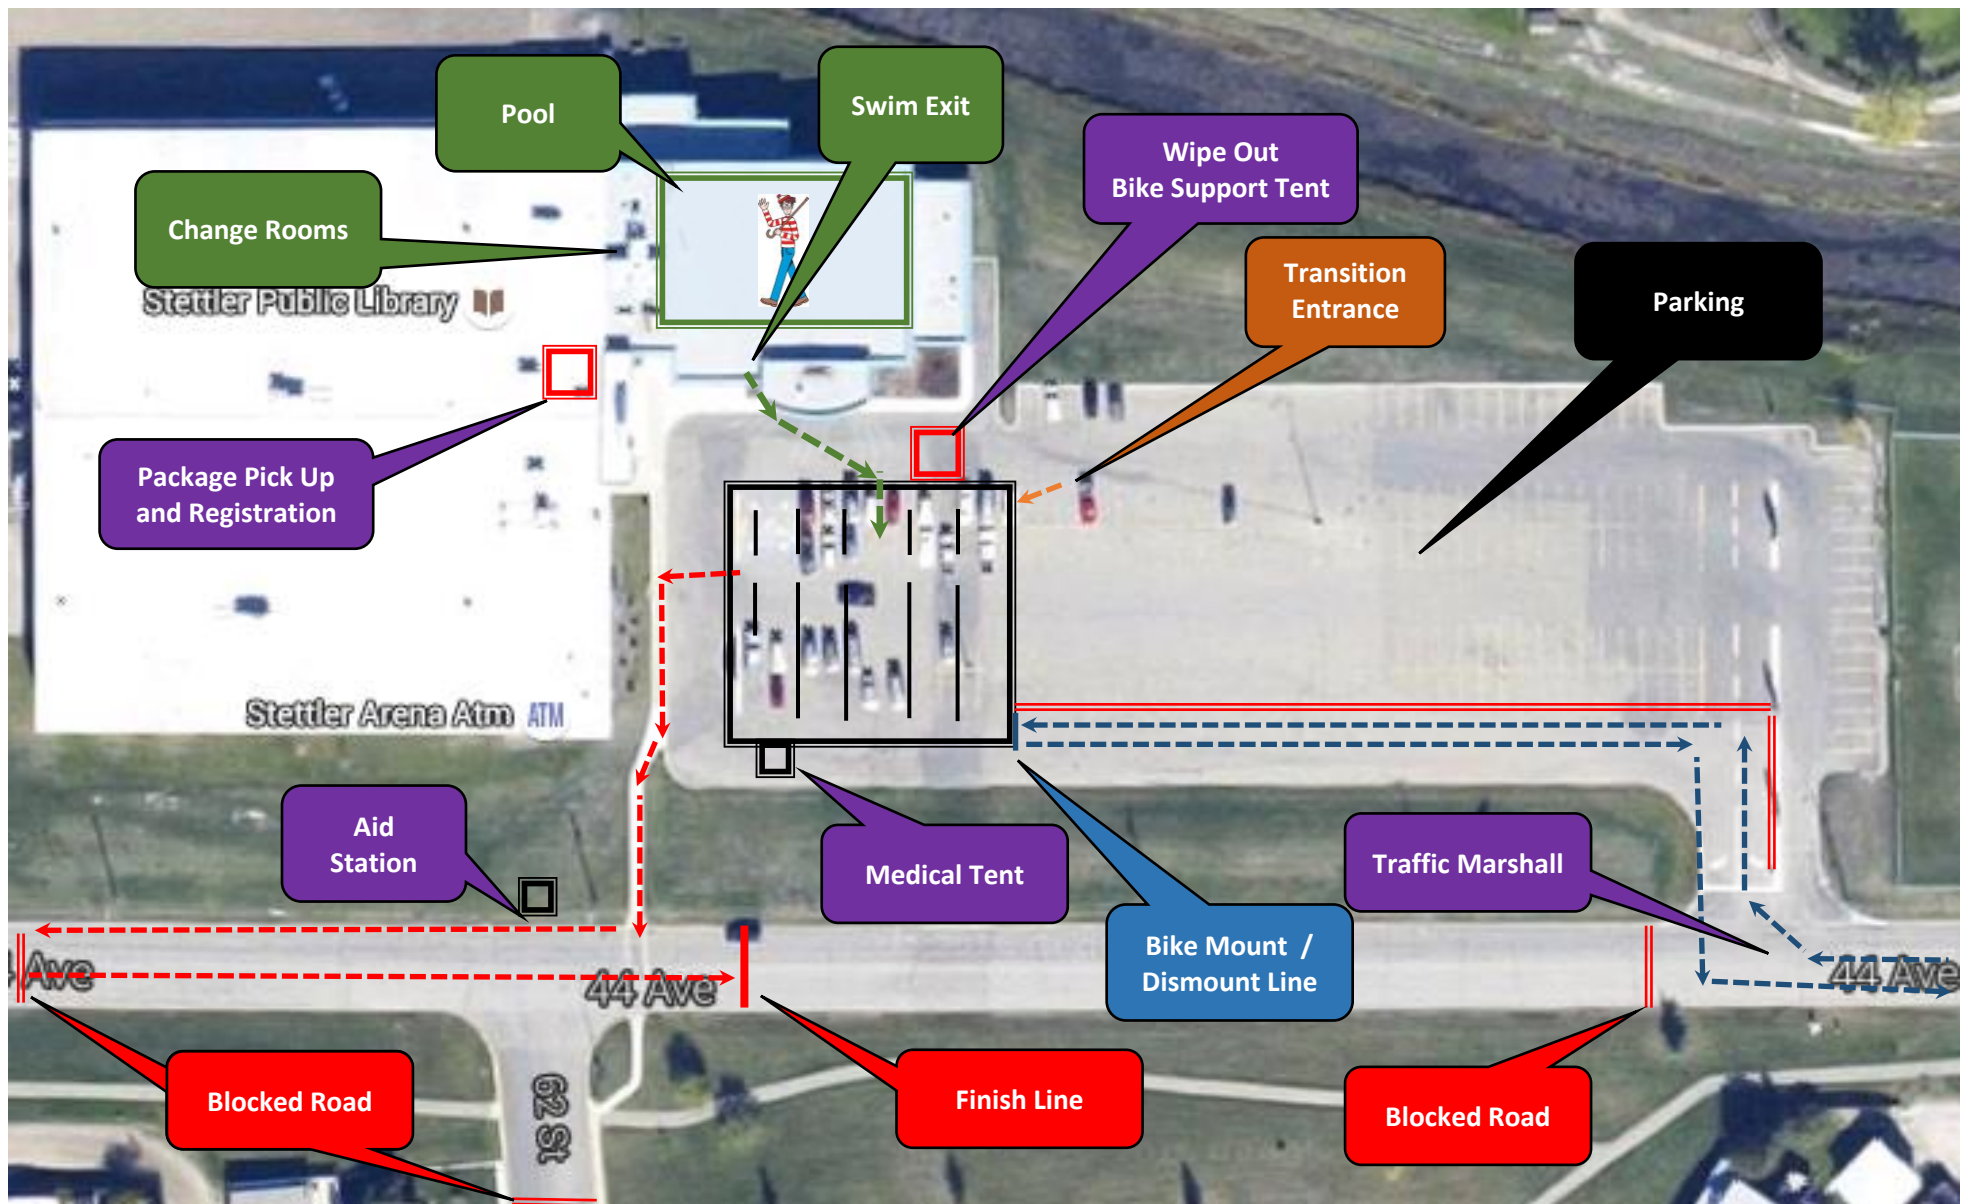 Pool
Swim Exit
Wipe Out
Bike Support Tent
Change Rooms
Transition
Entrance
Parking
Stettler Public Library
Package Pick Up
and Registration
Stettler Arena Atm ATM
Aid
Station
Medical Tent
Traffic Marshall
Bike Mount /
Dismount Line
Ave
44 Ave
44 Ave
Blocked Road
62 St
Finish Line
Blocked Road